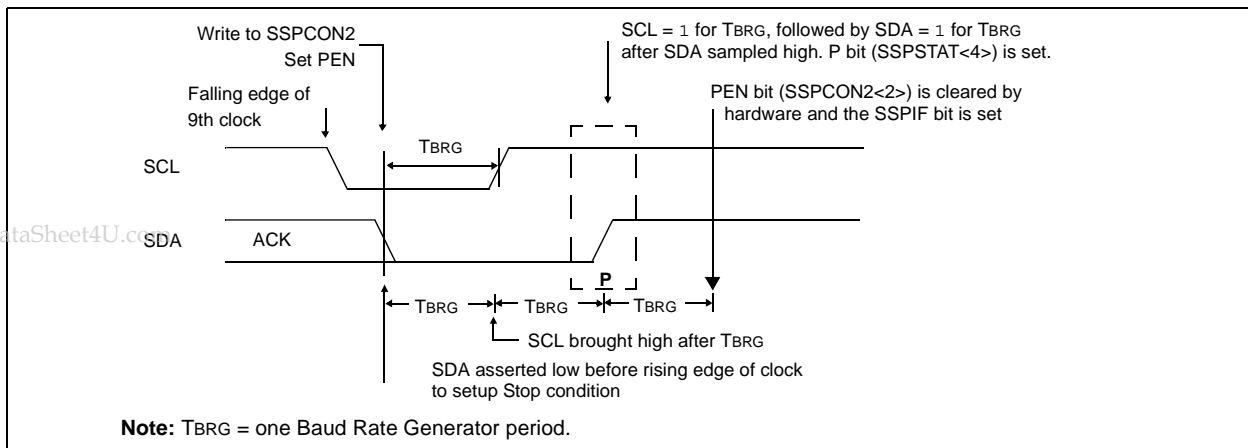 Write to SSPCON2
Set PEN
SCL = 1 for TBRG, followed by SDA = 1 for TBRG
after SDA sampled high. P bit (SSPSTAT<4>) is set.
Falling edge of
9th clock
PEN bit (SSPCON2<2>) is cleared by
hardware and the SSPIF bit is set
TBRG
SCL
ataSheet4U.com
SDA
ACK
P
TBRG
TBRG
TBRG
SCL brought high after TBRG
SDA asserted low before rising edge of clock
to setup Stop condition
Note: TBRG = one Baud Rate Generator period.